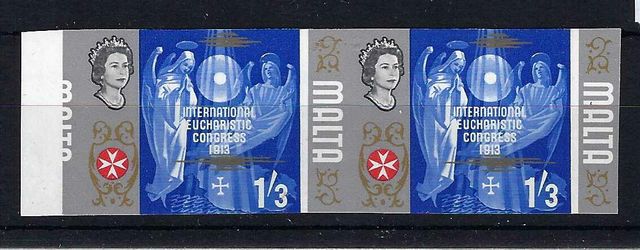 MALTA
INTERNATIONAL
EUCHARISTIC
CONGRESS
1913
1/3
MALTA
INTERNATIONAL
EUCHARISTIC
CONGRESS
1913
1/3
MALTA